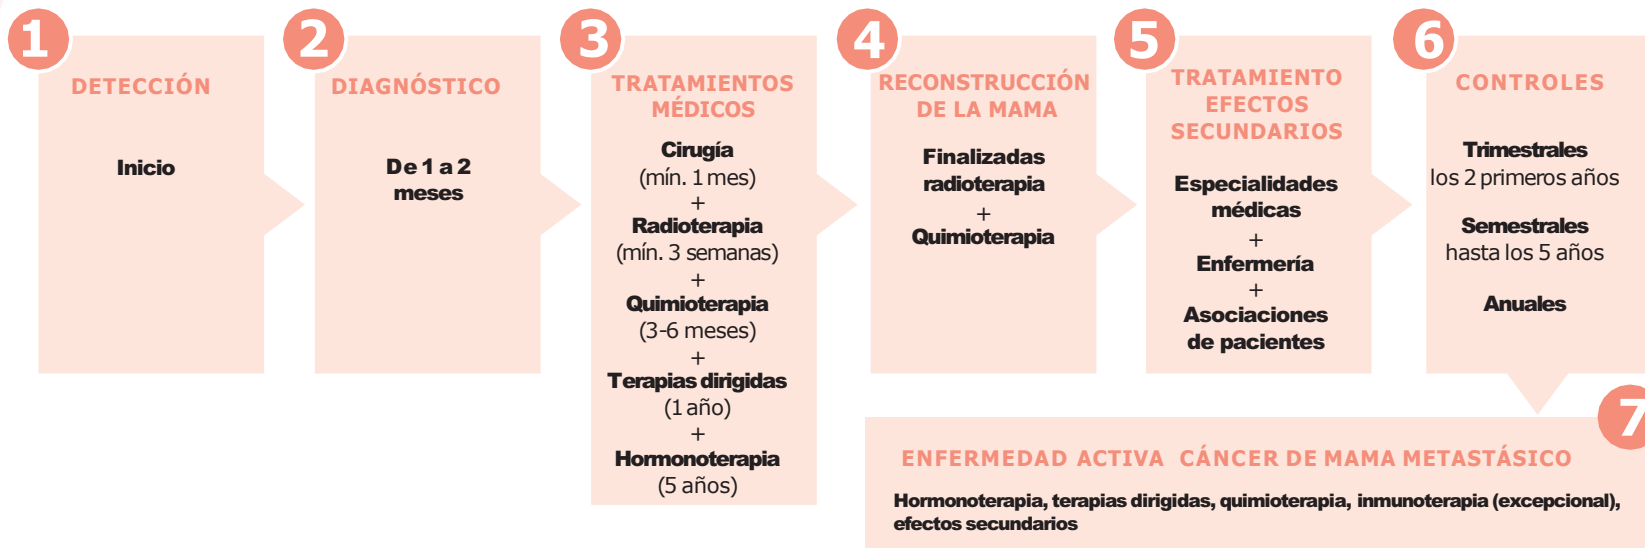 1
DETECCIÓN
Inicio
2
DIAGNÓSTICO
De 1 a 2
meses
3
TRATAMIENTOS
MÉDICOS
Cirugía
(mín. 1 mes)
+
Radioterapia
(mín. 3 semanas)
+
Quimioterapia
(3-6 meses)
+
Terapias dirigidas
(1 año)
+
Hormonoterapia
(5 años)
4
RECONSTRUCCIÓN
DE LA MAMA
Finalizadas
radioterapia
+
Quimioterapia
5
TRATAMIENTO
EFECTOS
SECUNDARIOS
Especialidades
médicas
+
Enfermería
+
Asociaciones
de pacientes
6
CONTROLES
Trimestrales
los 2 primeros años
Semestrales
hasta los 5 años
Anuales
7
ENFERMEDAD ACTIVA CÁNCER DE MAMA METASTÁSICO
Hormonoterapia, terapias dirigidas, quimioterapia, inmunoterapia (excepcional),
efectos secundarios